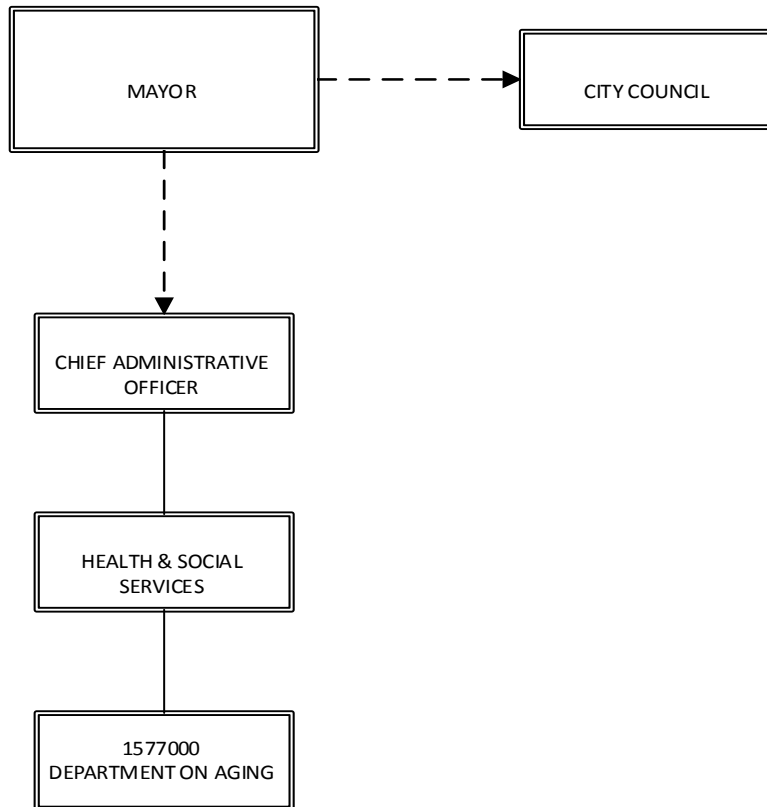 MAYOR
CITY COUNCIL
CHIEF ADMINISTRATIVE
OFFICER
HEALTH & SOCIAL
SERVICES
1577000
DEPARTMENT ON AGING